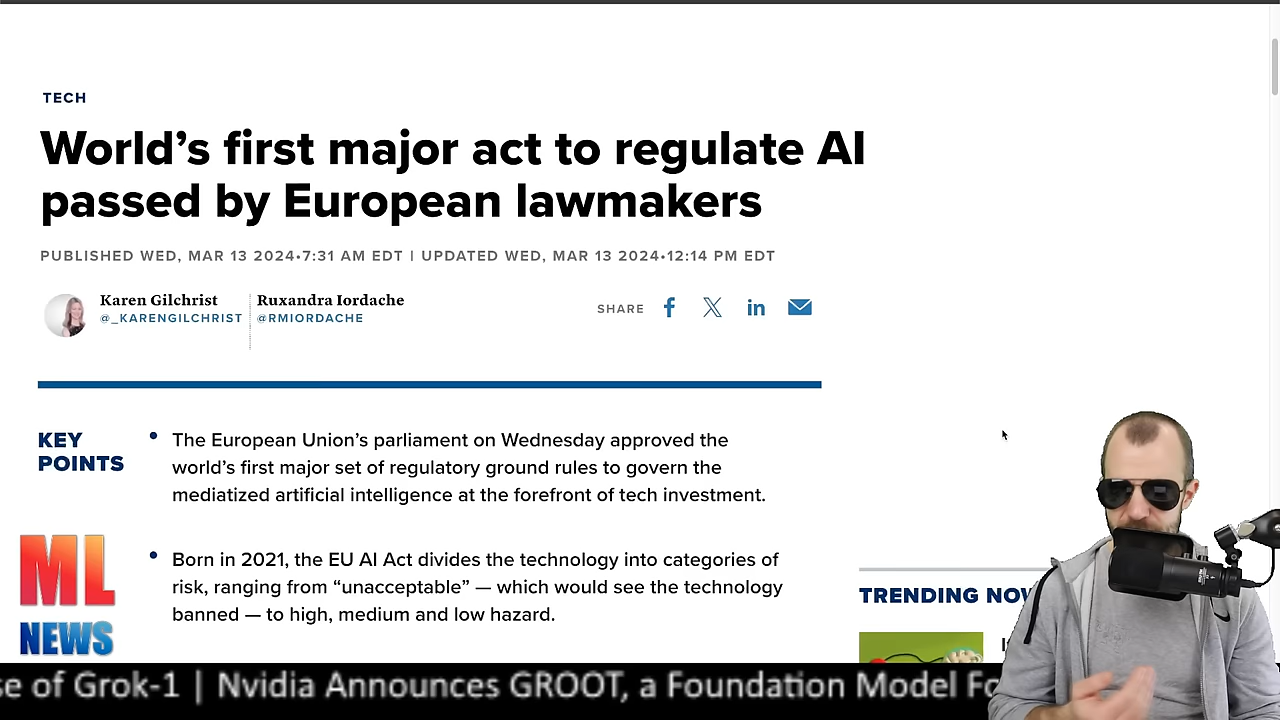 TECH
World’s first major act to regulate AI
passed by European lawmakers
PUBLISHED WED, MAR 13 2024•7:31 AM EDT | UPDATED WED, MAR 13 2024•12:14 PM EDT
Karen Gilchrist
@_KARENGILCHRIST
Ruxandra Iordache
@RMIORDACHE
SHARE
KEY
POINTS
The European Union’s parliament on Wednesday approved the
world’s first major set of regulatory ground rules to govern the
mediatized artificial intelligence at the forefront of tech investment.
Born in 2021, the EU AI Act divides the technology into categories of
risk, ranging from “unacceptable” — which would see the technology
banned — to high, medium and low hazard.
TRENDING
ML
NEWS
of Grok-1 | Nvidia Announces GROOT, a Foundation Model